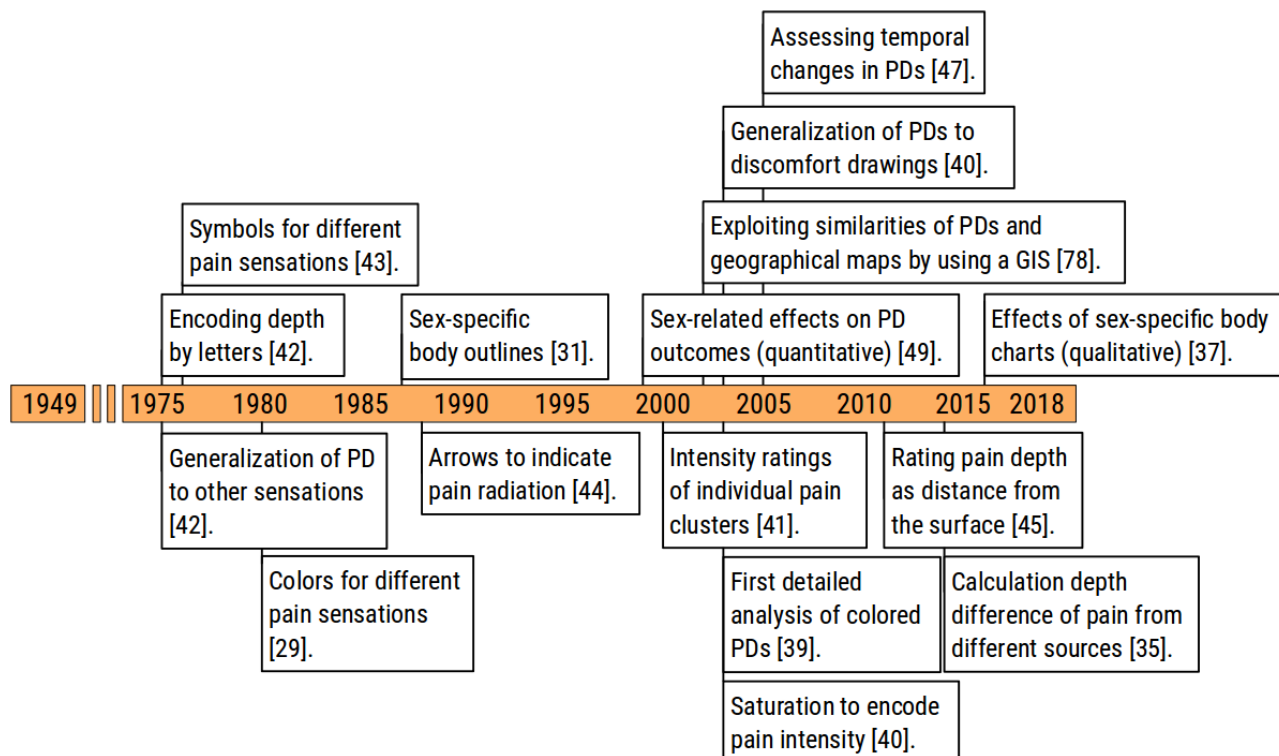 Assessing temporal
changes in PDs [47].
Generalization of PDs to
discomfort drawings [40].
Symbols for different
pain sensations [43].
Exploiting similarities of PDs and
geographical maps by using a GIS [78].
Encoding depth
by letters [42].
Sex-specific
body outlines [31].
Sex-related effects on PD
outcomes (quantitative) [49].
Effects of sex-specific body
charts (qualitative) [37].
1949 1975 1980 1985 1990 1995 2000 2005 2010 2015 2018
Generalization of PD
to other sensations
[42].
Arrows to indicate
pain radiation [44].
Intensity ratings
of individual pain
clusters [41].
Rating pain depth
as distance from
the surface [45].
Colors for different
pain sensations
[29].
First detailed
analysis of colored
PDs [39].
Calculation depth
difference of pain from
different sources [35].
Saturation to encode
pain intensity [40].